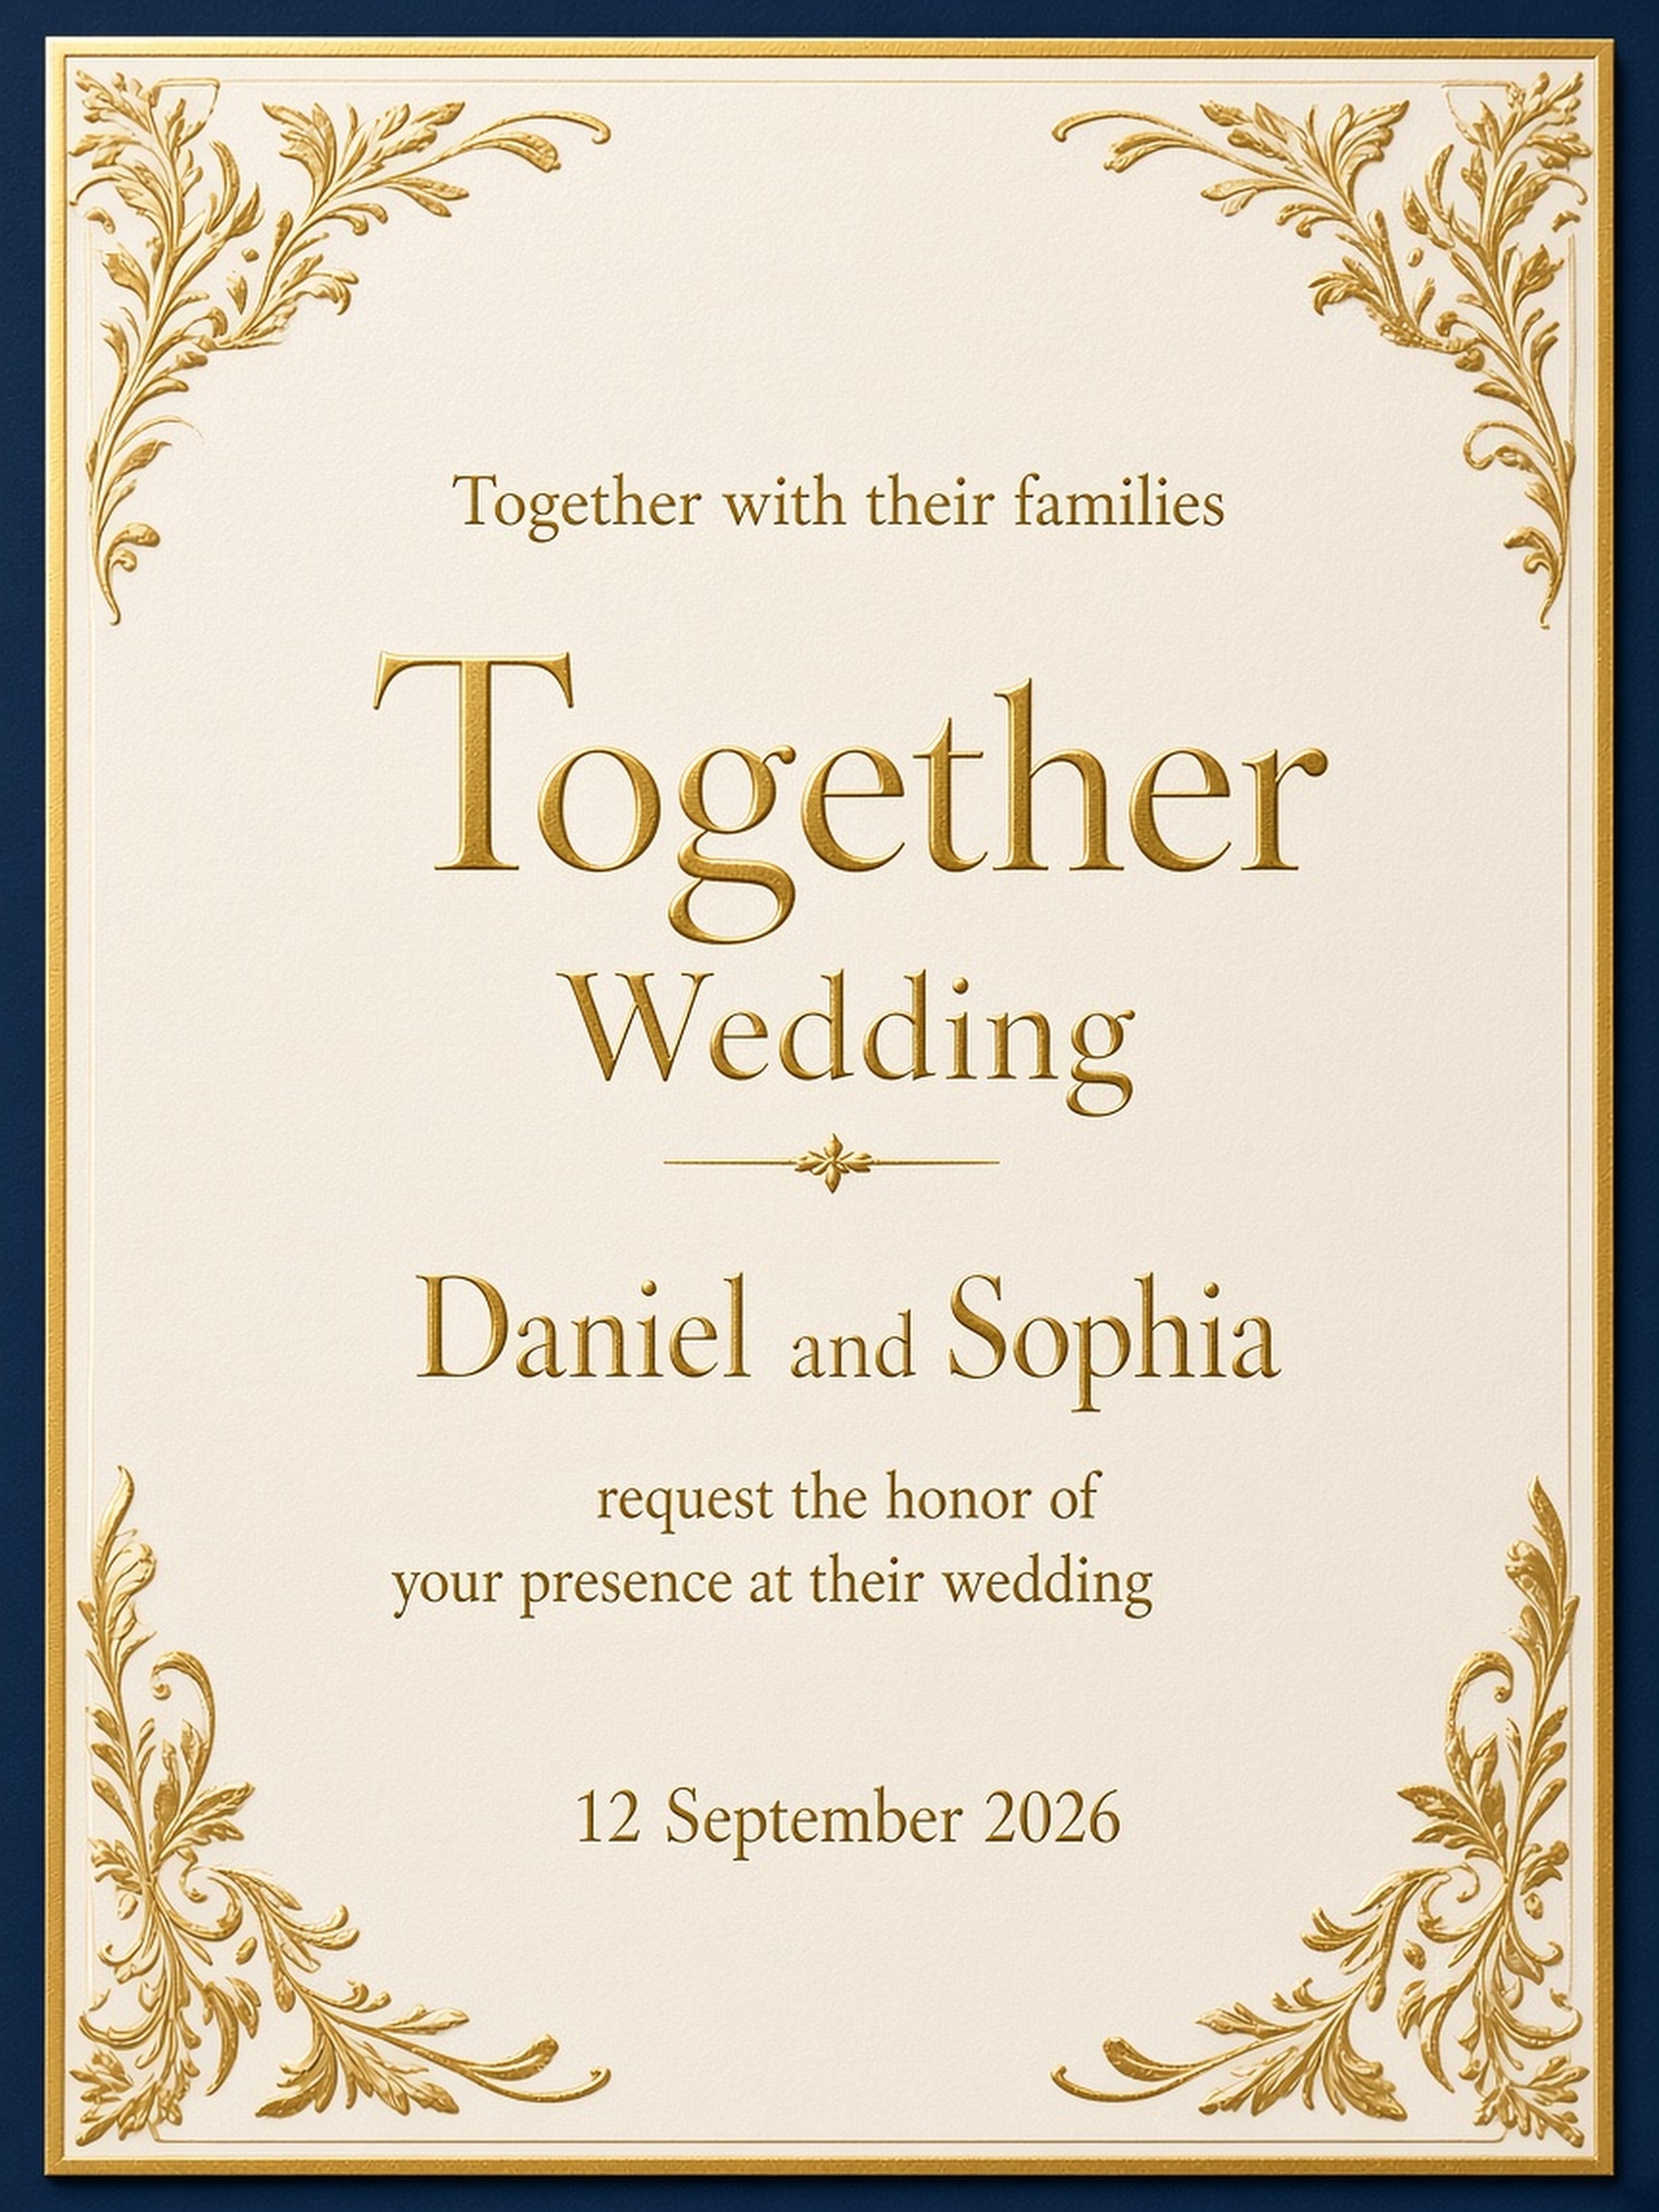 Together with their families
Together
Wedding
Daniel and Sophia
request the honor of
your presence at their wedding
12 September 2026